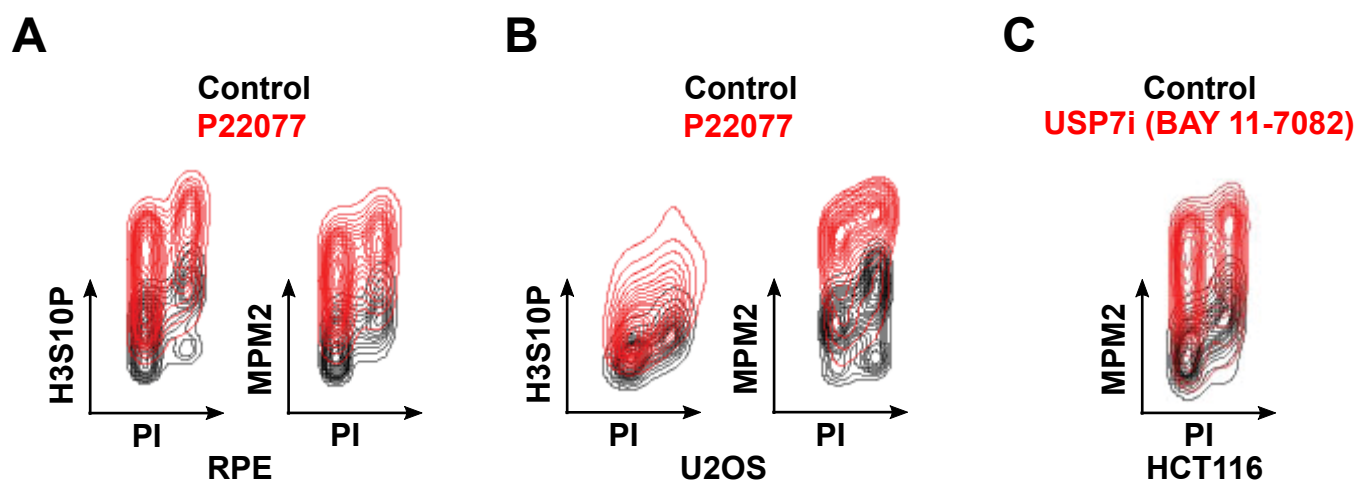 A
Control
P22077
H3S10P
PI
MPM2
PI
RPE
B
Control
P22077
H3S10P
PI
MPM2
PI
U2OS
C
Control
USP7i (BAY 11-7082)
MPM2
PI
HCT116